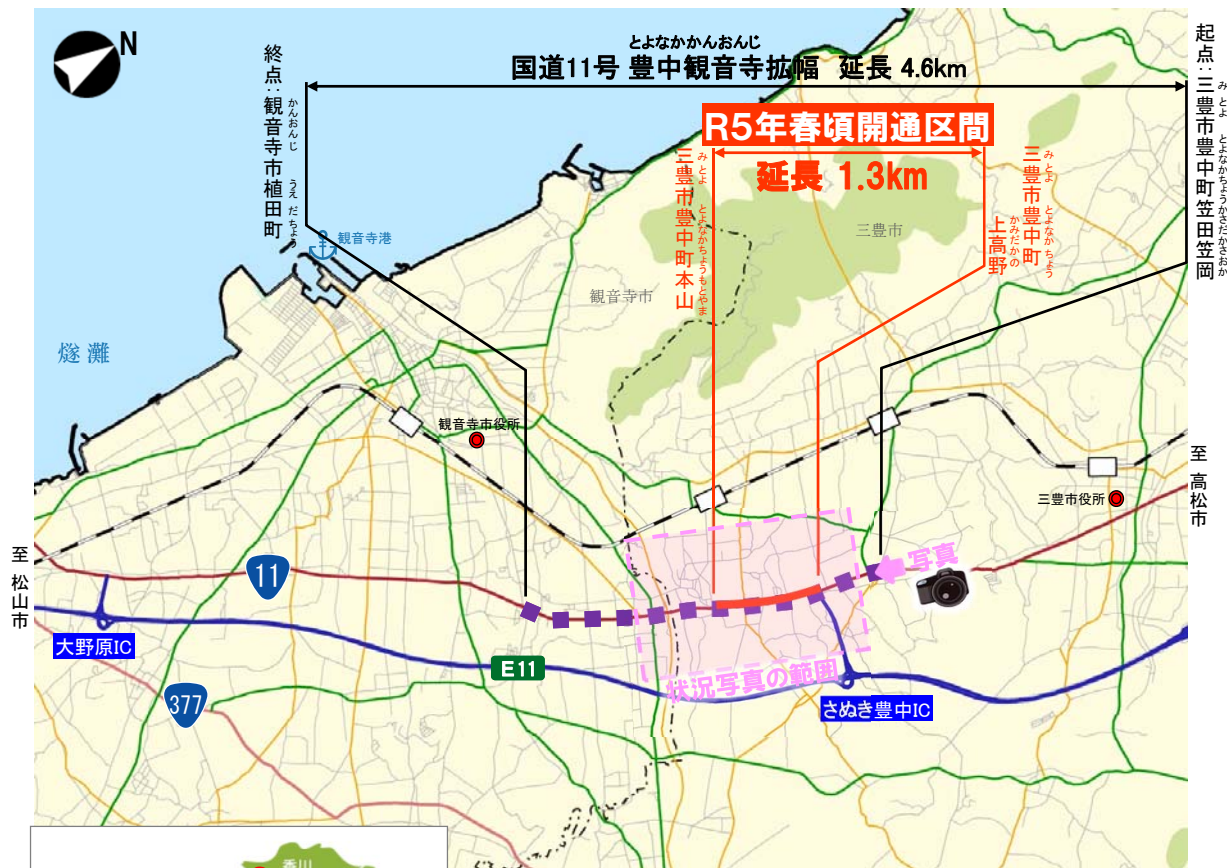 N
とよなかかんおんじ
国道11号 豊中観音寺拡幅 延長 4.6km
R5年春頃開通区間
延長 1.3km
終点：観音寺市植田町
かんおんじ うえだちょう
三豊市豊中町本山
みとよ とよなかちょうもとやま
三豊市豊中町
みとよ とよなかちょう
上高野
かみだかの
起点：三豊市豊中町笠田笠岡
みとよ とよなかちょうかさだかさおか
観音寺港
三豊市
観音寺市
燧灘
観音寺市役所
三豊市役所
至 高松市
至 松山市
11
写真
大野原IC
E11
状況写真の範囲
377
さぬき豊中IC
香川